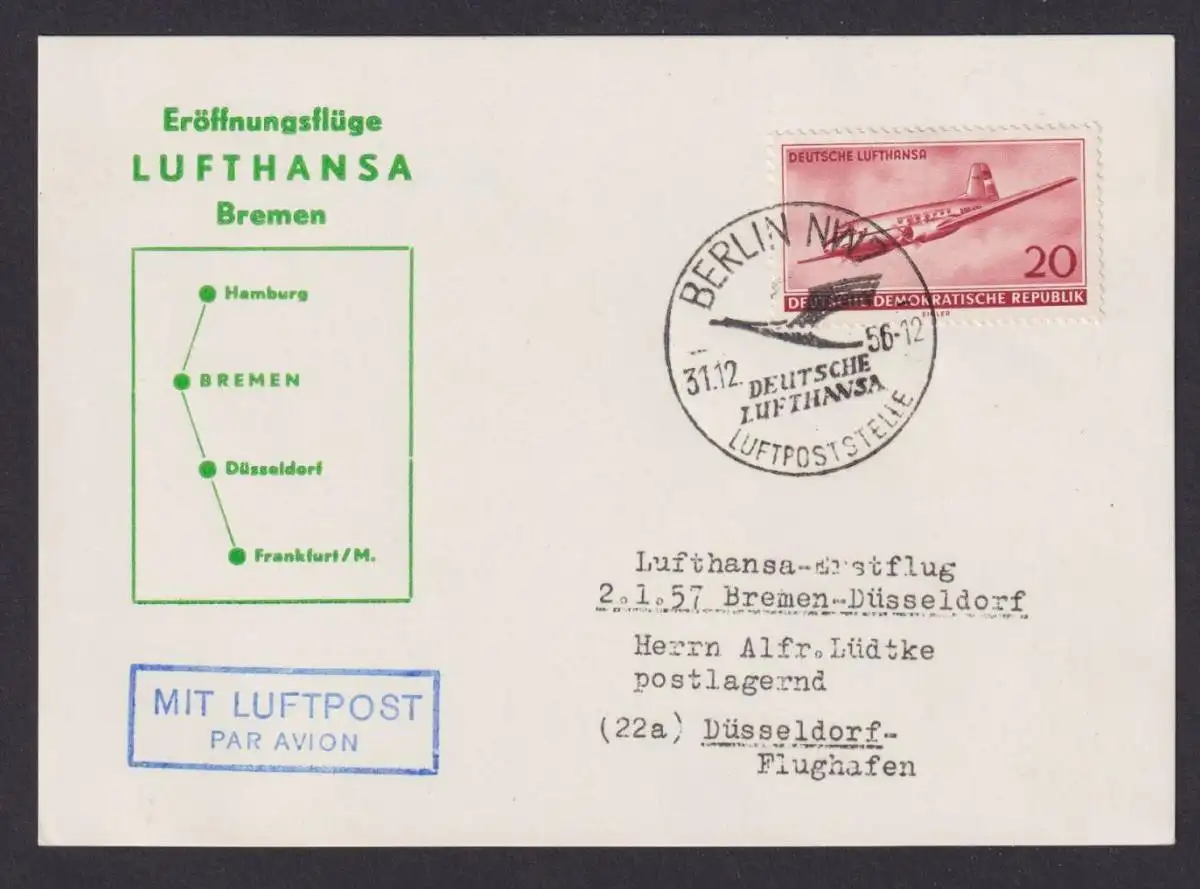 Eröffnungsflüge
LUFTHANSA
Bremen
Hamburg
BREMEN
Düsseldorf
Frankfurt/M.
MIT LUFTPOST
PAR AVION
DEUTSCHE LUFTHANSA
20
DEUTSCHE DEMOKRATISCHE REPUBLIK
BERLIN NW
31.12. 56-12
DEUTSCHE
LUFTHANSA
LUFTPOSTSTELLE
Lufthansa-Erstflug
2.1.57 Bremen-Düsseldorf
Herrn Alfr.Lüdtke
postlagernd
(22a) Düsseldorf-
Flughafen